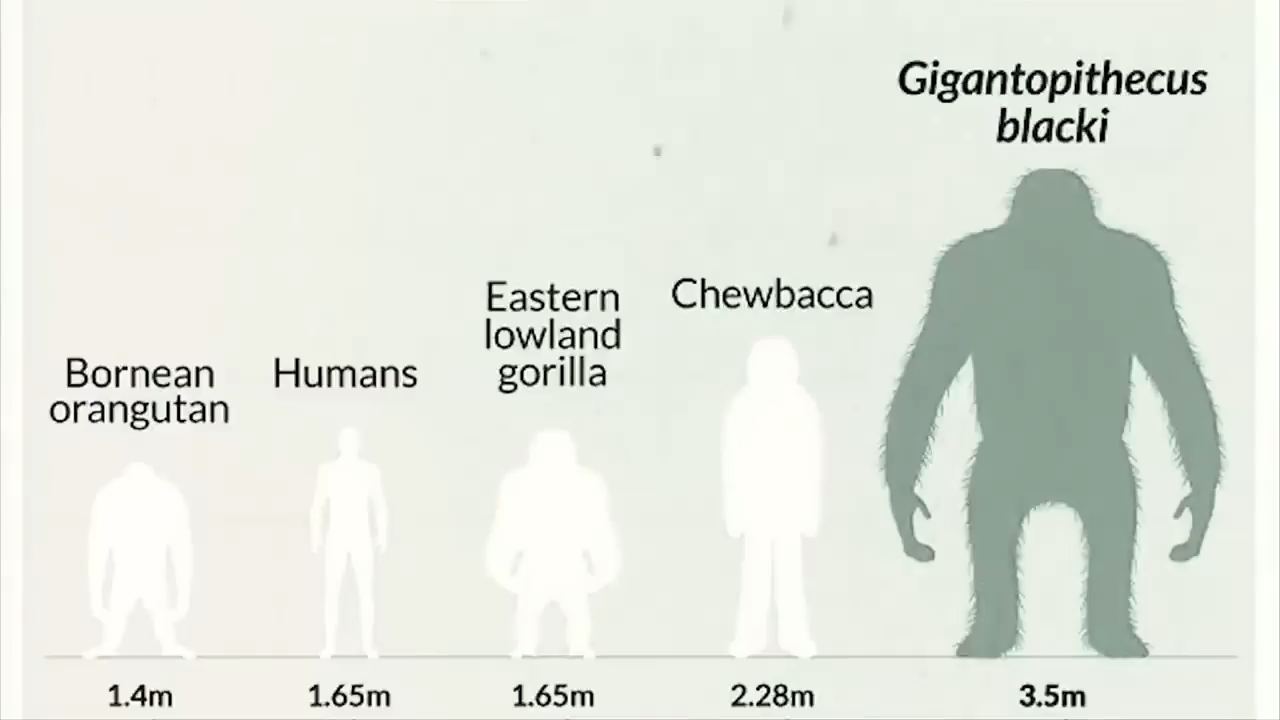 Gigantopithecus
blacki
Eastern
lowland
gorilla
Chewbacca
Bornean
orangutan
Humans
1.4m
1.65m
1.65m
2.28m
3.5m